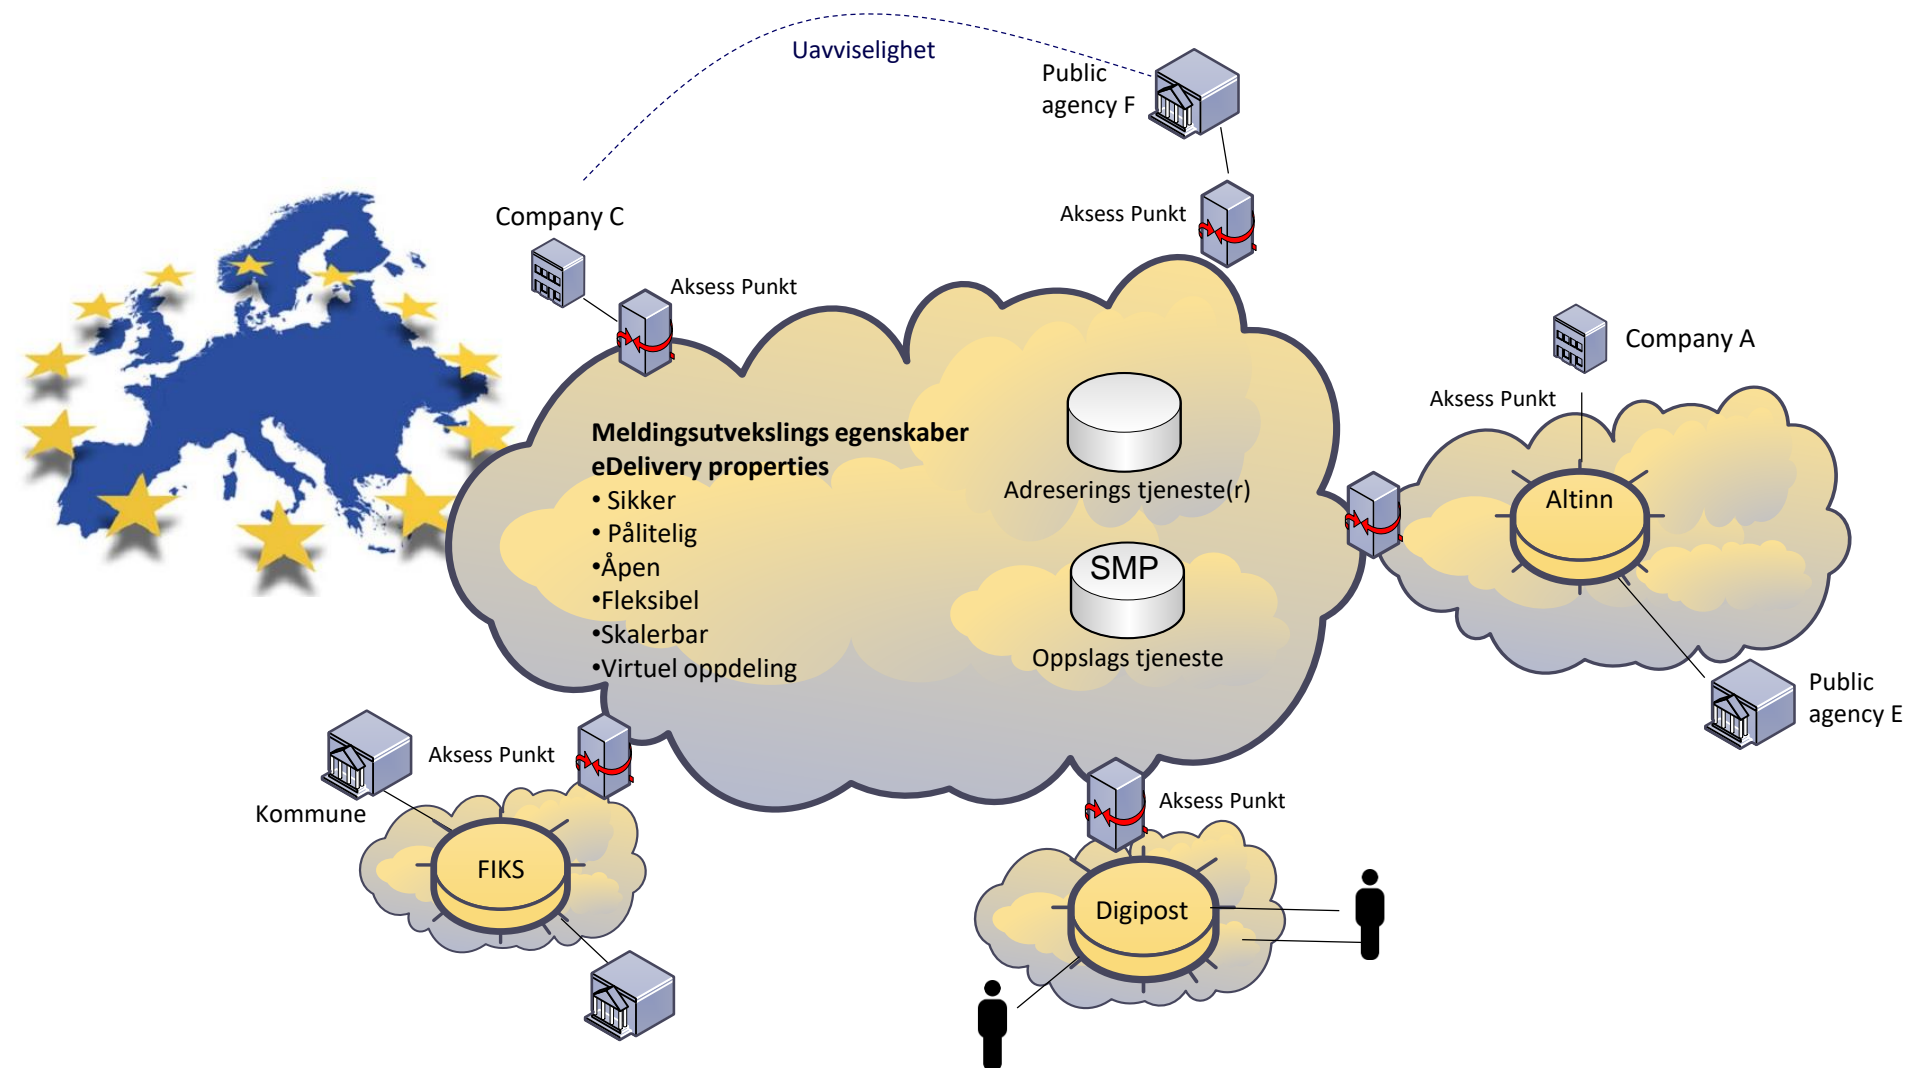 Uavviselighet
Public
agency F
Company C
Aksess Punkt
Aksess Punkt
Company A
Aksess Punkt
Meldingsutvekslings egenskaber
eDelivery properties
• Sikker
• Pålitelig
•Åpen
•Fleksibel
•Skalerbar
•Virtuel oppdeling
Adreserings tjeneste(r)
SMP
Oppslags tjeneste
Altinn
Public
agency E
Aksess Punkt
Kommune
FIKS
Aksess Punkt
Digipost